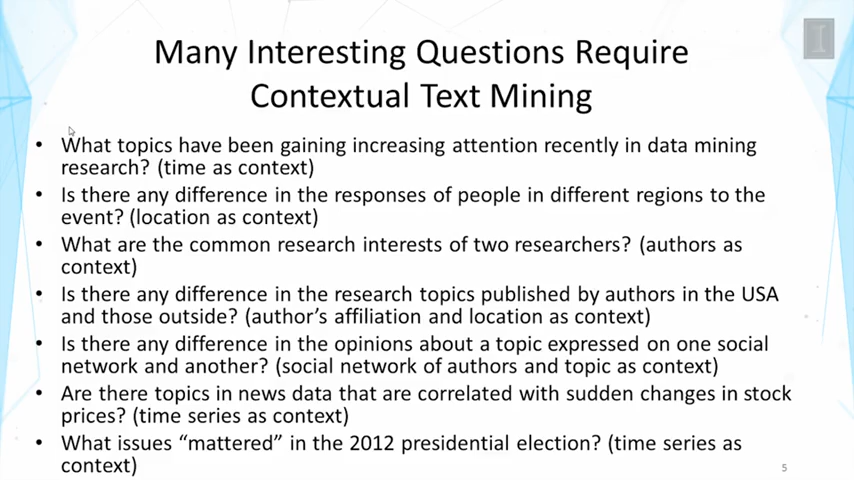 Many Interesting Questions Require
Contextual Text Mining
• What topics have been gaining increasing attention recently in data mining
research? (time as context)
• Is there any difference in the responses of people in different regions to the
event? (location as context)
• What are the common research interests of two researchers? (authors as
context)
• Is there any difference in the research topics published by authors in the USA
and those outside? (author's affiliation and location as context)
• Is there any difference in the opinions about a topic expressed on one social
network and another? (social network of authors and topic as context)
• Are there topics in news data that are correlated with sudden changes in stock
prices? (time series as context)
• What issues “mattered” in the 2012 presidential election? (time series as
context)
5